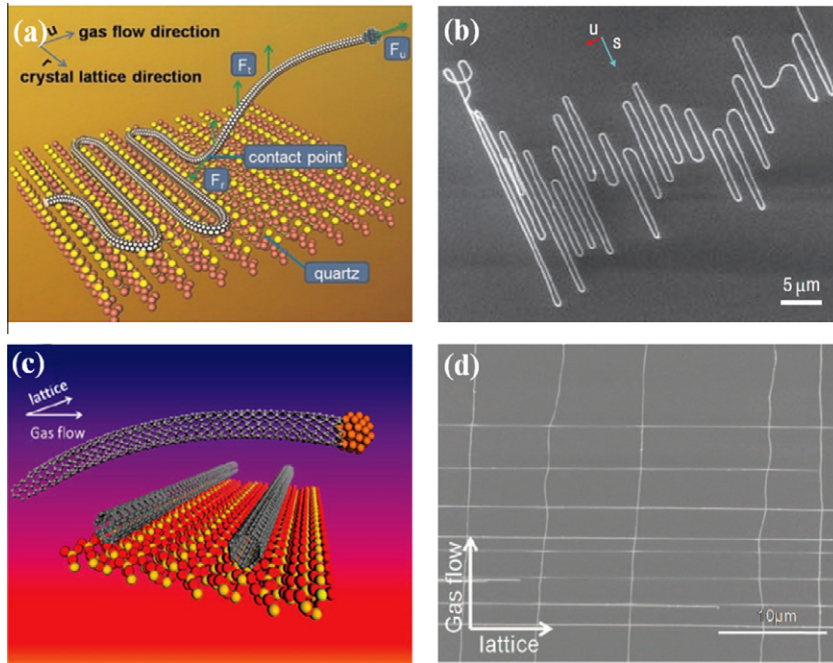 (a)
u
gas flow direction
crystal lattice direction
Ft
Fu
contact point
Fr
quartz
(b)
u
s
5 µm
(c)
lattice
Gas flow
(d)
Gas flow
lattice
10µm